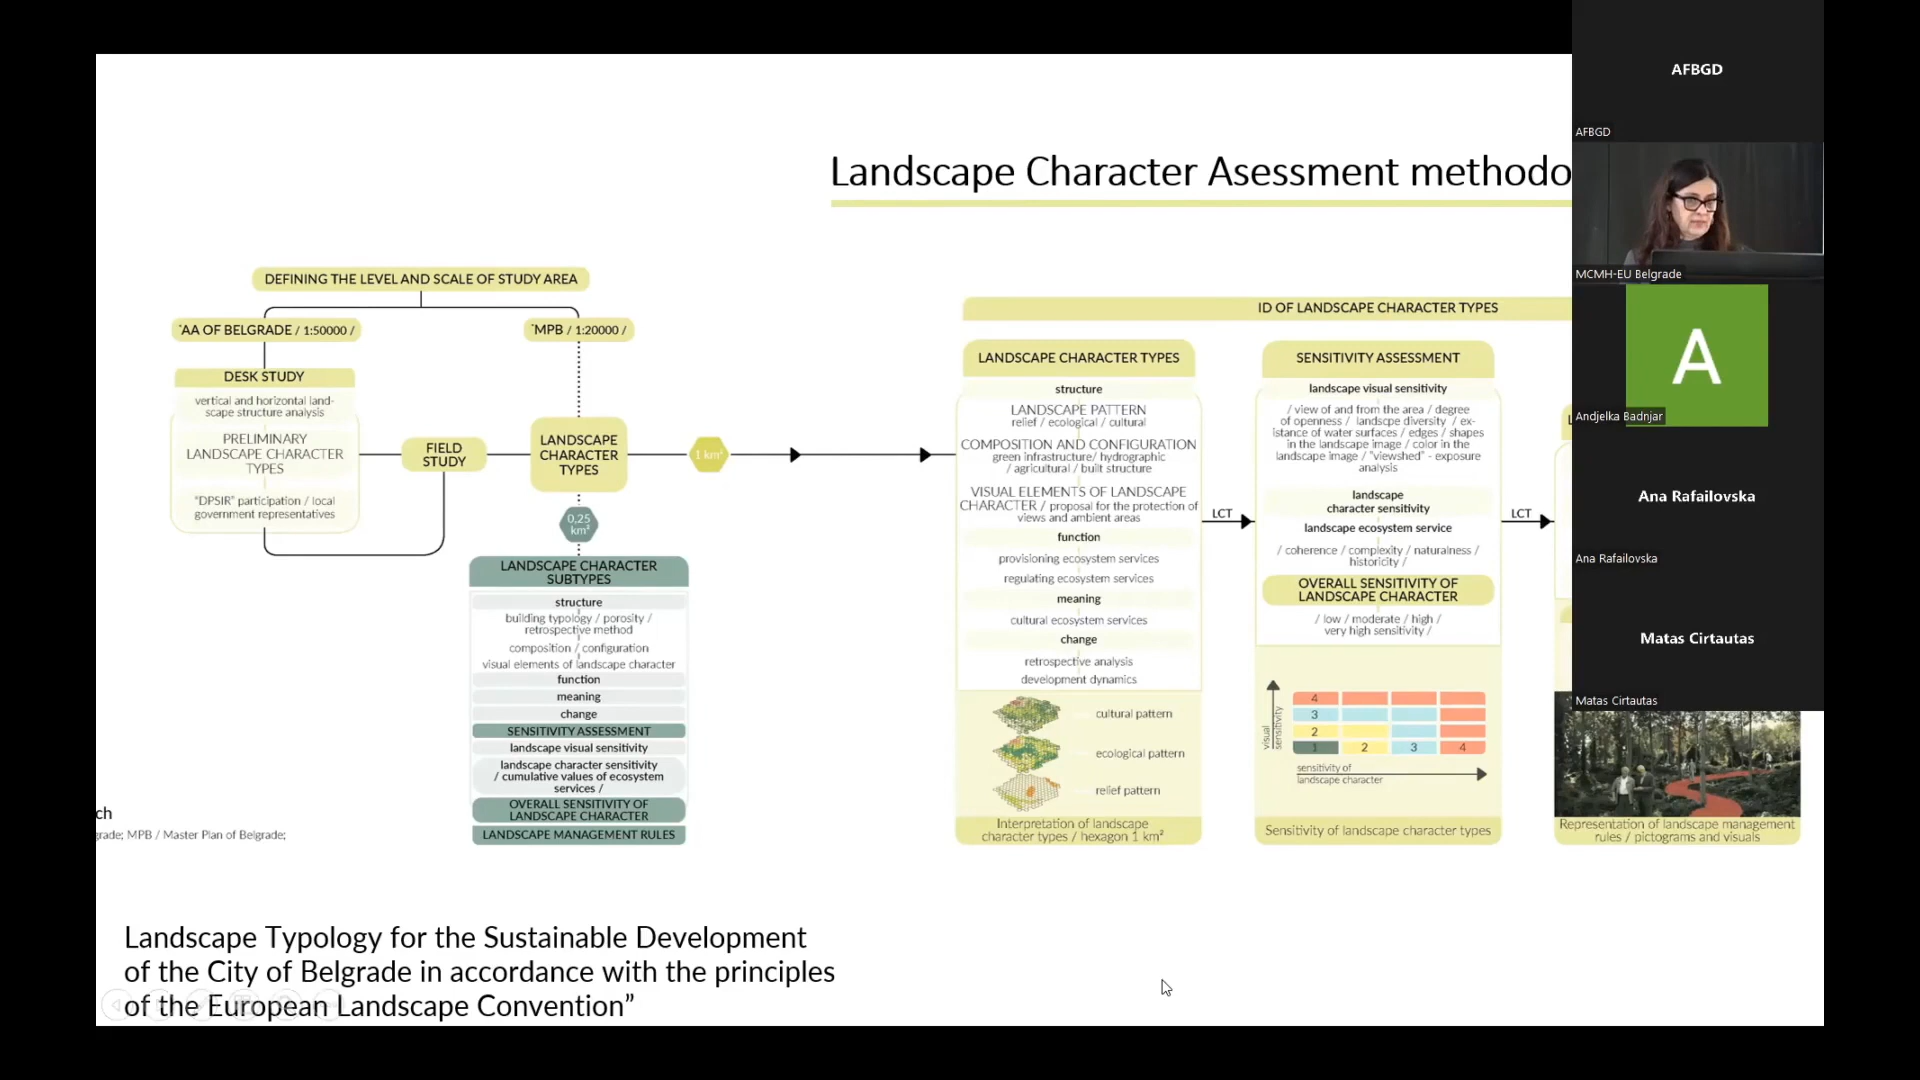 Landscape Character Asessment methodo
DEFINING THE LEVEL AND SCALE OF STUDY AREA
*AA OF BELGRADE / 1:50000 /
*MPB / 1:20000 /
DESK STUDY
vertical and horizontal land-
scape structure analysis
PRELIMINARY
LANDSCAPE CHARACTER
TYPES
"DPSIR" participation / local
government representatives
FIELD
STUDY
LANDSCAPE
CHARACTER
TYPES
1 km²
0,25
km²
LANDSCAPE CHARACTER
SUBTYPES
structure
building typology / porosity /
retrospective method
composition / configuration
visual elements of landscape character
function
meaning
change
SENSITIVITY ASSESSMENT
landscape visual sensitivity
landscape character sensitivity
/ cumulative values of ecosystem
services /
OVERALL SENSITIVITY OF
LANDSCAPE CHARACTER
LANDSCAPE MANAGEMENT RULES
ID OF LANDSCAPE CHARACTER TYPES
LANDSCAPE CHARACTER TYPES
structure
LANDSCAPE PATTERN
relief / ecological / cultural
COMPOSITION AND CONFIGURATION
green infrastructure/ hydrographic
/ agricultural / built structure
VISUAL ELEMENTS OF LANDSCAPE
CHARACTER / proposal for the protection of
views and ambient areas
function
provisioning ecosystem services
regulating ecosystem services
meaning
cultural ecosystem services
change
retrospective analysis
development dynamics
cultural pattern
ecological pattern
relief pattern
Interpretation of landscape
character types / hexagon 1 km²
LCT
SENSITIVITY ASSESSMENT
landscape visual sensitivity
/ view of and from the area / degree
of openness / landscpe diversity / ex-
istance of water surfaces / edges / shapes
in the landscape image / color in the
landscape image / "viewshed" - exposure
analysis
landscape
character sensitivity
landscape ecosystem service
/ coherence / complexity / naturalness /
historicity /
OVERALL SENSITIVITY OF
LANDSCAPE CHARACTER
/ low / moderate / high /
very high sensitivity /
visual
sensitivity
4
3
2
1 2 3 4
sensitivity of
landscape character
Sensitivity of landscape character types
LCT
Representation of landscape management
rules / pictograms and visuals
ch
grade; MPB / Master Plan of Belgrade;
Landscape Typology for the Sustainable Development
of the City of Belgrade in accordance with the principles
of the European Landscape Convention”
AFBGD
AFBGD
MCMH-EU Belgrade
A
Andjelka Badnjar
Ana Rafailovska
Ana Rafailovska
Matas Cirtautas
Matas Cirtautas